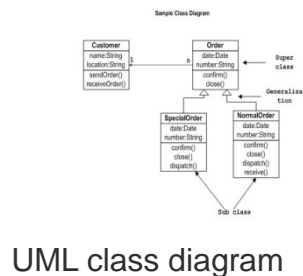 Sample Class Diagram
Customer
name:String
location:String
sendOrder()
receiveOrder()
1
n
Order
date:Date
number:String
confirm()
close()
Super
class
Generaliza
tion
SpecialOrder
date:Date
number:String
confirm()
close()
dispatch()
NormalOrder
date:Date
number:String
confirm()
close()
dispatch()
receive()
Sub class
UML class diagram